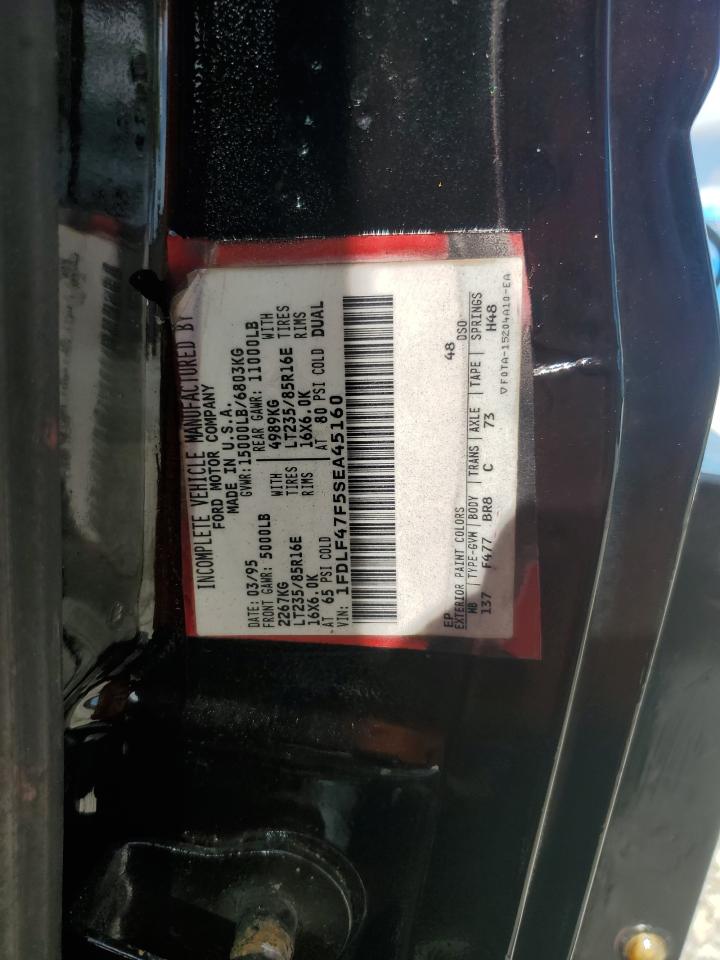 INCOMPLETE VEHICLE MANUFACTURED BY
FORD MOTOR COMPANY
MADE IN U.S.A.
DATE: 03/95 GVWR: 15000LB/6803KG
FRONT GAWR: 5000LB WITH REAR GAWR: 11000LB WITH
2267KG TIRES 4989KG TIRES
LT235/85R16E RIMS LT235/85R16E RIMS
16X6.0K 16X6.0K
AT 65 PSI COLD AT 80 PSI COLD DUAL
VIN: 1FDLF47F5SEA45160
EP 48 DSO
EXTERIOR PAINT COLORS
WB TYPE-GVW BODY TRANS AXLE TAPE SPRINGS
137 F477 BR8 C 73 H48
▽F0TA-15204A10-EA